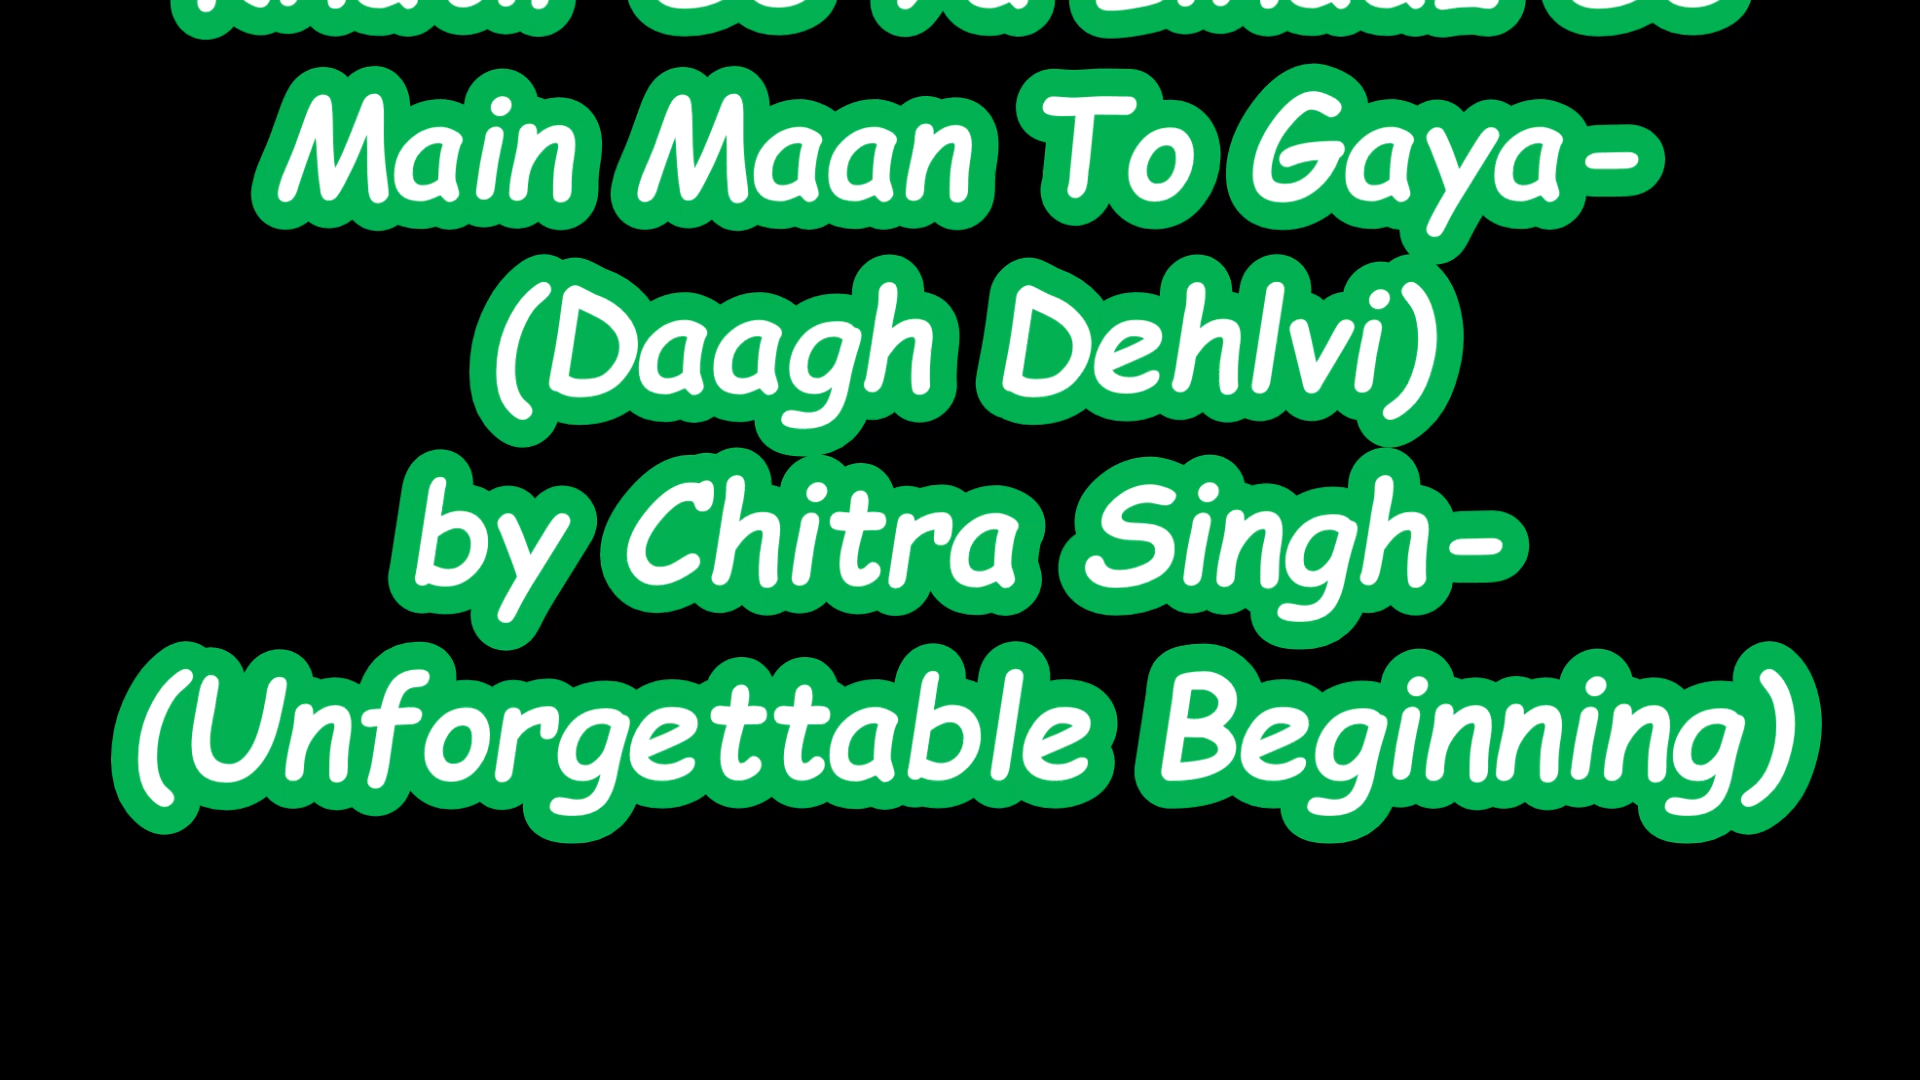 Main Maan To Gaya-
(Daagh Dehlvi)
by Chitra Singh-
(Unforgettable Beginning)